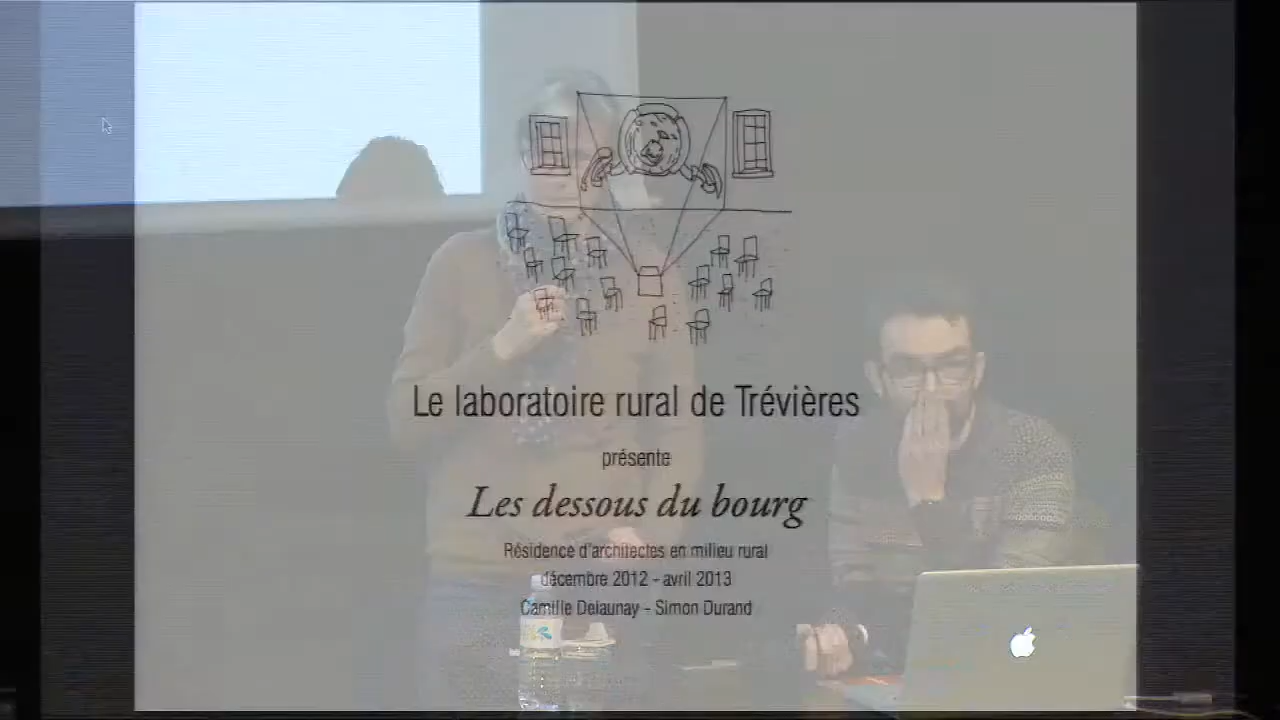 Le laboratoire rural de Trévières
présente
Les dessous du bourg
Résidence d'architectes en milieu rural
décembre 2012 - avril 2013
Camille Delaunay - Simon Durand